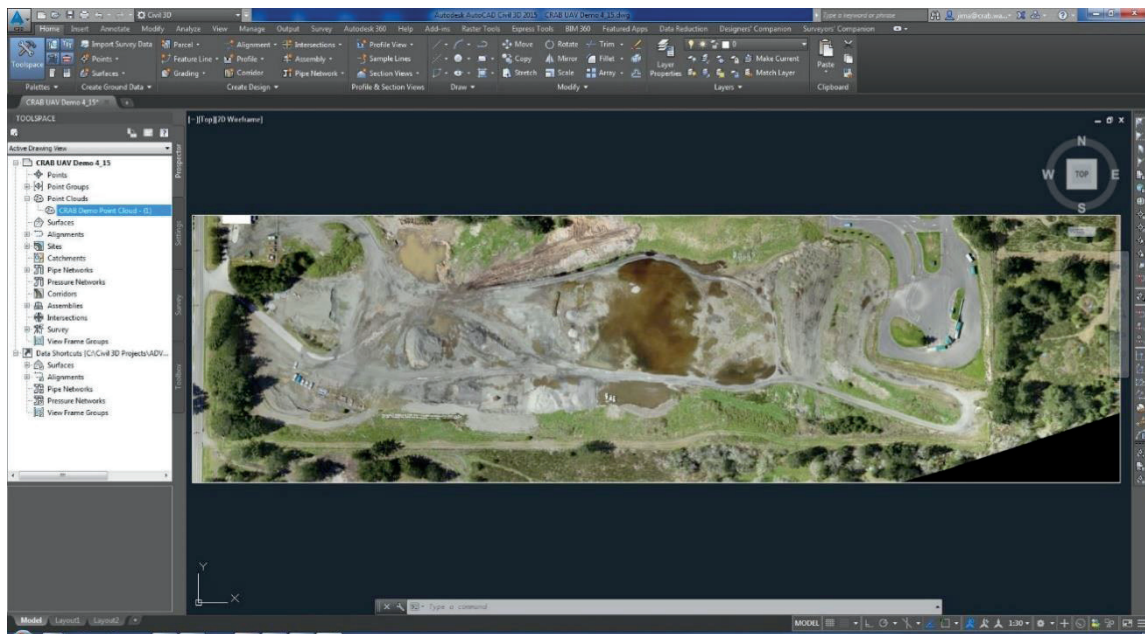 Civil 3D
Autodesk AutoCAD Civil 3D 2015 CRAB UAV Demo 4_15.dwg
Type a keyword or phrase
Home Insert Annotate Modify Analyze View Manage Output Survey Autodesk 360 Help Add-ins Raster Tools Express Tools BIM 360 Featured Apps Data Reduction Designers' Companion Surveyors' Companion
Toolspace
Import Survey Data
Points
Surfaces
Parcel
Feature Line
Grading
Alignment
Profile
Corridor
Intersections
Assembly
Pipe Network
Profile View
Sample Lines
Section Views
Move
Copy
Stretch
Rotate
Mirror
Scale
Trim
Fillet
Array
Layer Properties
0
Make Current
Match Layer
Paste
Palettes Create Ground Data Create Design Profile & Section Views Draw Modify Layers Clipboard
CRAB UAV Demo 4_15*
TOOLSPACE
Active Drawing View
CRAB UAV Demo 4_15
Points
Point Groups
Point Clouds
CRAB Demo Point Cloud - (1)
Surfaces
Alignments
Sites
Catchments
Pipe Networks
Pressure Networks
Corridors
Assemblies
Intersections
Survey
View Frame Groups
Data Shortcuts [C:\Civil 3D Projects\ADV...
Surfaces
Alignments
Pipe Networks
Pressure Networks
View Frame Groups
Prospector
Settings
Survey
Toolbox
[-][Top][2D Wireframe]
N
W TOP E
S
Y
X
Type a command
Model Layout1 Layout2 +
MODEL
1:30